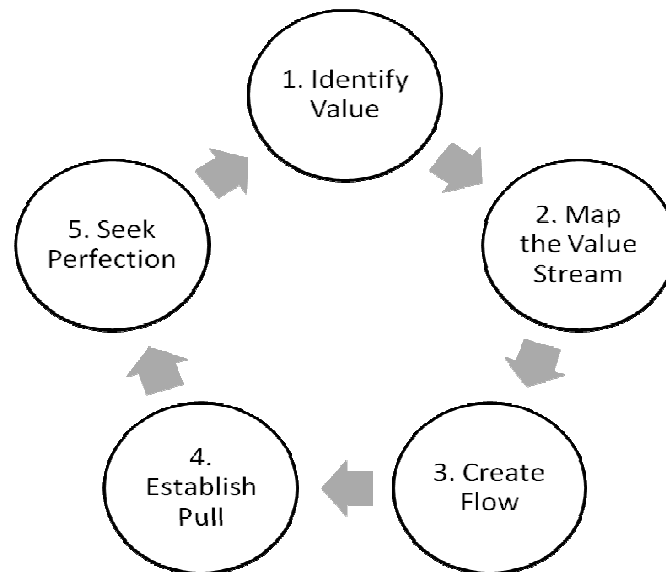 1. Identify
Value
2. Map
the Value
Stream
3. Create
Flow
4.
Establish
Pull
5. Seek
Perfection